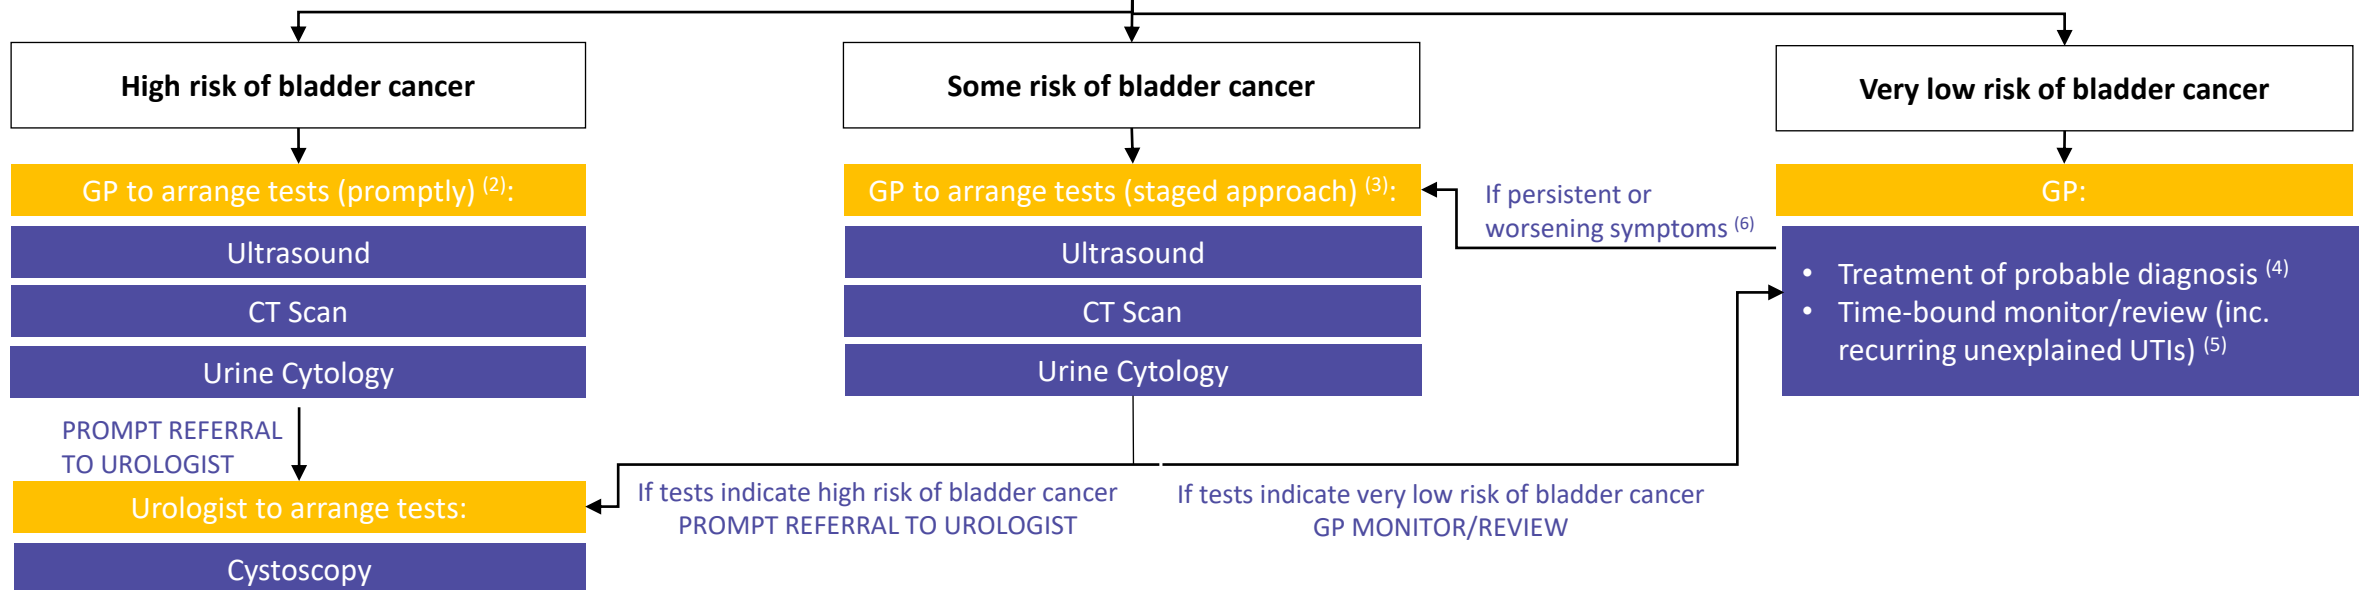 High risk of bladder cancer
GP to arrange tests (promptly) (2):
Ultrasound
CT Scan
Urine Cytology
PROMPT REFERRAL
TO UROLOGIST
Urologist to arrange tests:
Cystoscopy
Some risk of bladder cancer
GP to arrange tests (staged approach) (3):
Ultrasound
CT Scan
Urine Cytology
If tests indicate high risk of bladder cancer
PROMPT REFERRAL TO UROLOGIST
If tests indicate very low risk of bladder cancer
GP MONITOR/REVIEW
If persistent or
worsening symptoms (6)
Very low risk of bladder cancer
GP:
• Treatment of probable diagnosis (4)
• Time-bound monitor/review (inc.
recurring unexplained UTIs) (5)